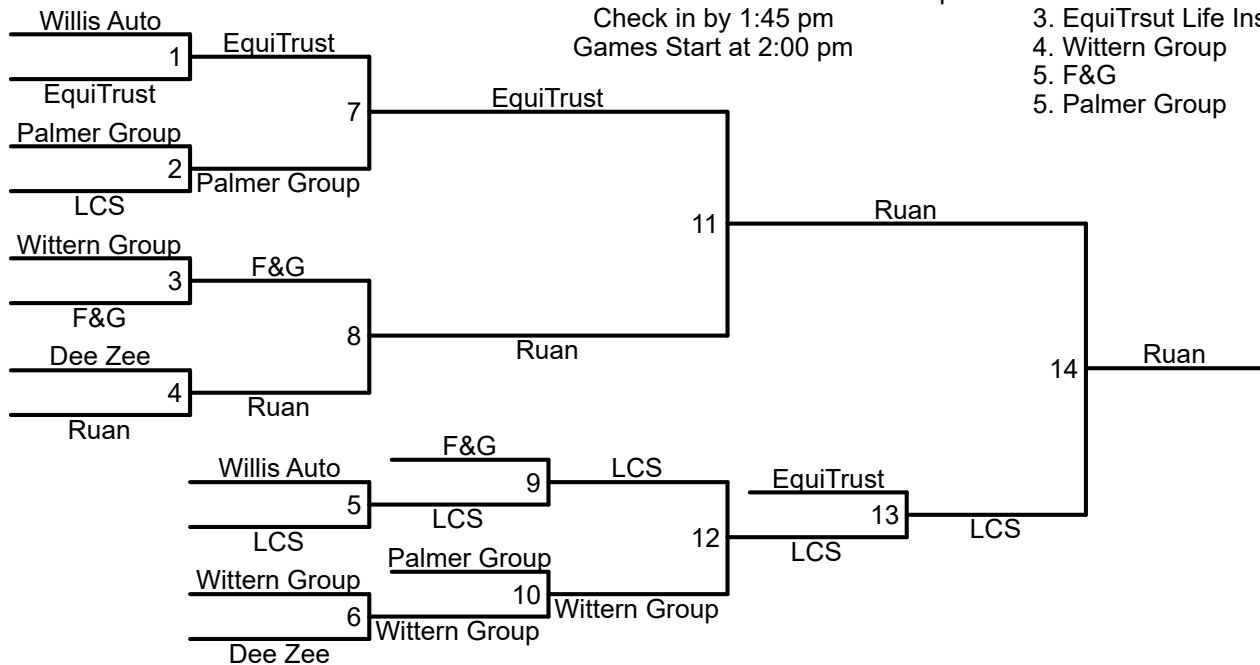 Check in by 1:45 pm
Games Start at 2:00 pm
3. EquiTrsut Life Ins
4. Wittern Group
5. F&G
5. Palmer Group
Willis Auto
1
EquiTrust
EquiTrust
7
EquiTrust
Palmer Group
2
Palmer Group
LCS
11
Ruan
Wittern Group
3
F&G
F&G
8
Ruan
Dee Zee
4
Ruan
Ruan
14
Ruan
Willis Auto
5
LCS
F&G
9
LCS
LCS
12
EquiTrust
13
LCS
LCS
Wittern Group
6
Dee Zee
Palmer Group
10
Wittern Group
Wittern Group